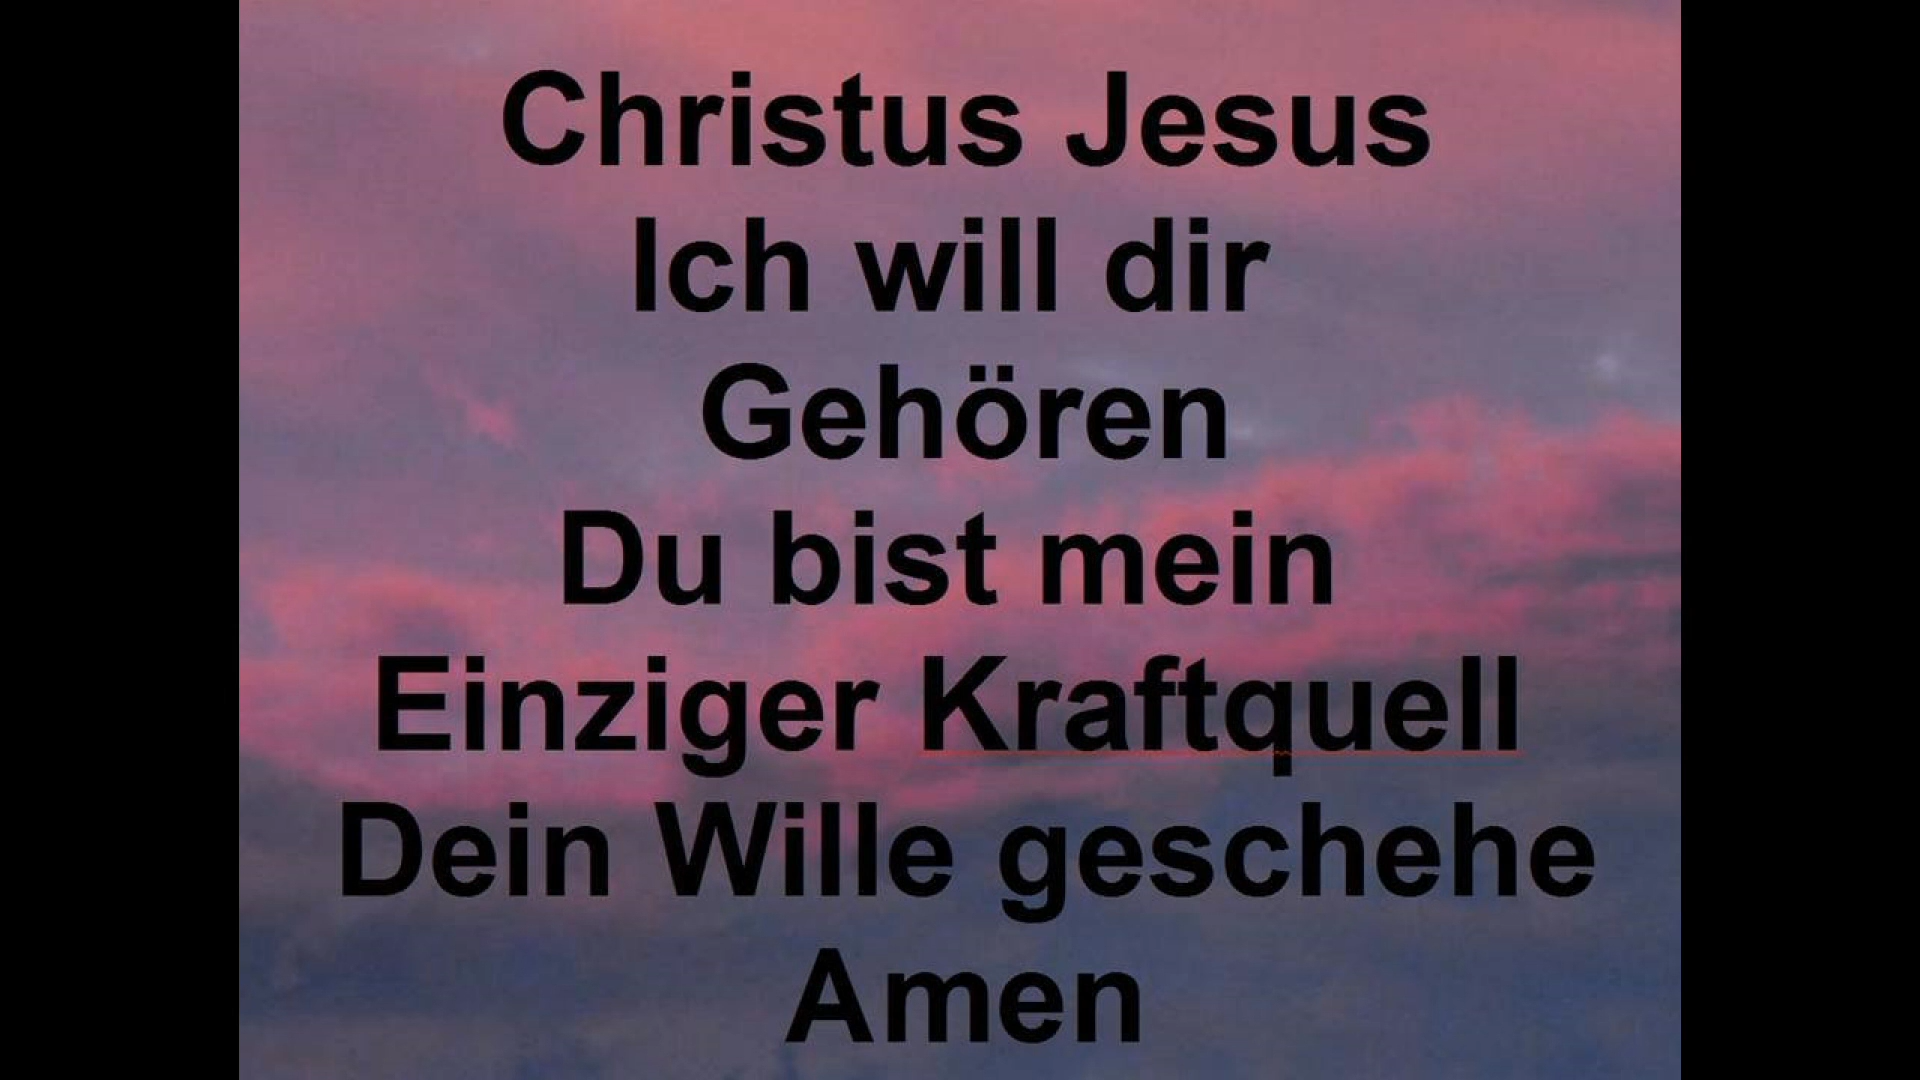 Christus Jesus
Ich will dir
Gehören
Du bist mein
Einziger Kraftquell
Dein Wille geschehe
Amen